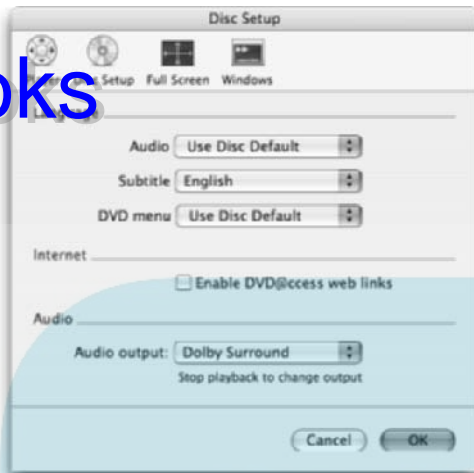 Disc Setup
Setup Full Screen Windows
oks
Language
Audio Use Disc Default
Subtitle English
DVD menu Use Disc Default
Internet
Enable DVD@ccess web links
Audio
Audio output: Dolby Surround
Stop playback to change output
Cancel OK